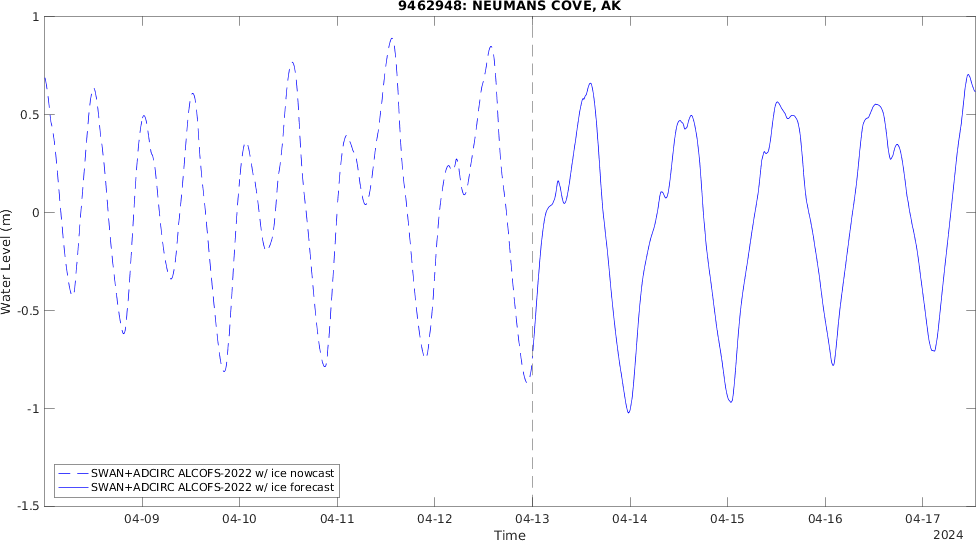 9462948: NEUMANS COVE, AK
Water Level (m)
1
0.5
0
-0.5
-1
-1.5
SWAN+ADCIRC ALCOFS-2022 w/ ice nowcast
SWAN+ADCIRC ALCOFS-2022 w/ ice forecast
04-09 04-10 04-11 04-12 04-13 04-14 04-15 04-16 04-17
Time
2024